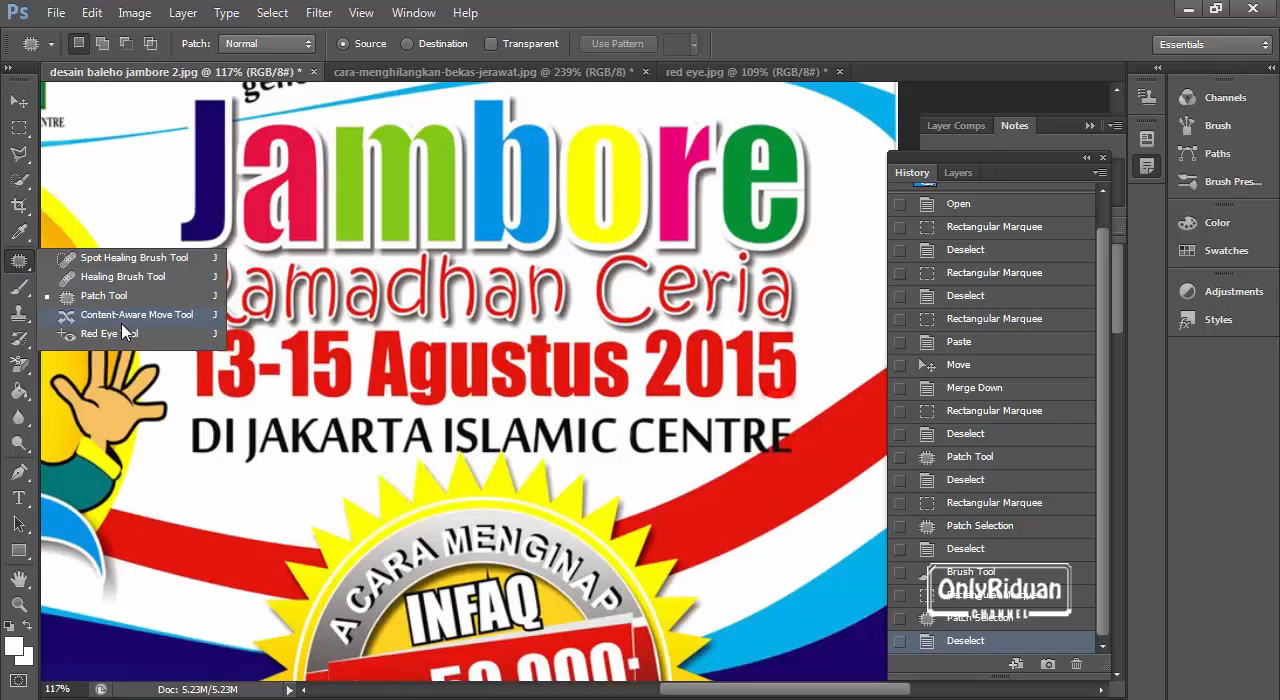 Ps File Edit Image Layer Type Select Filter View Window Help
Patch: Normal Source Destination Transparent Use Pattern Essentials
desain baleho jambore 2.jpg @ 117% (RGB/8#) * × cara-menghilangkan-bekas-jerawat.jpg @ 239% (RGB/8) * × red eye.jpg @ 109% (RGB/8#) * ×
Jambore
Ramadhan Ceria
13-15 Agustus 2015
DI JAKARTA ISLAMIC CENTRE
ACARA MENGINAP
INFAQ
50.000,-
Spot Healing Brush Tool J
Healing Brush Tool J
Patch Tool J
Content-Aware Move Tool J
Red Eye J
Layer Comps Notes
History Layers
Open
Rectangular Marquee
Deselect
Rectangular Marquee
Deselect
Rectangular Marquee
Paste
Move
Merge Down
Rectangular Marquee
Deselect
Patch Tool
Deselect
Rectangular Marquee
Patch Selection
Deselect
Brush Tool
OnlyRiduan
CHANNEL
Patch Selection
Deselect
Channels
Brush
Paths
Brush Pres...
Color
Swatches
Adjustments
Styles
117% Doc: 5.23M/5.23M